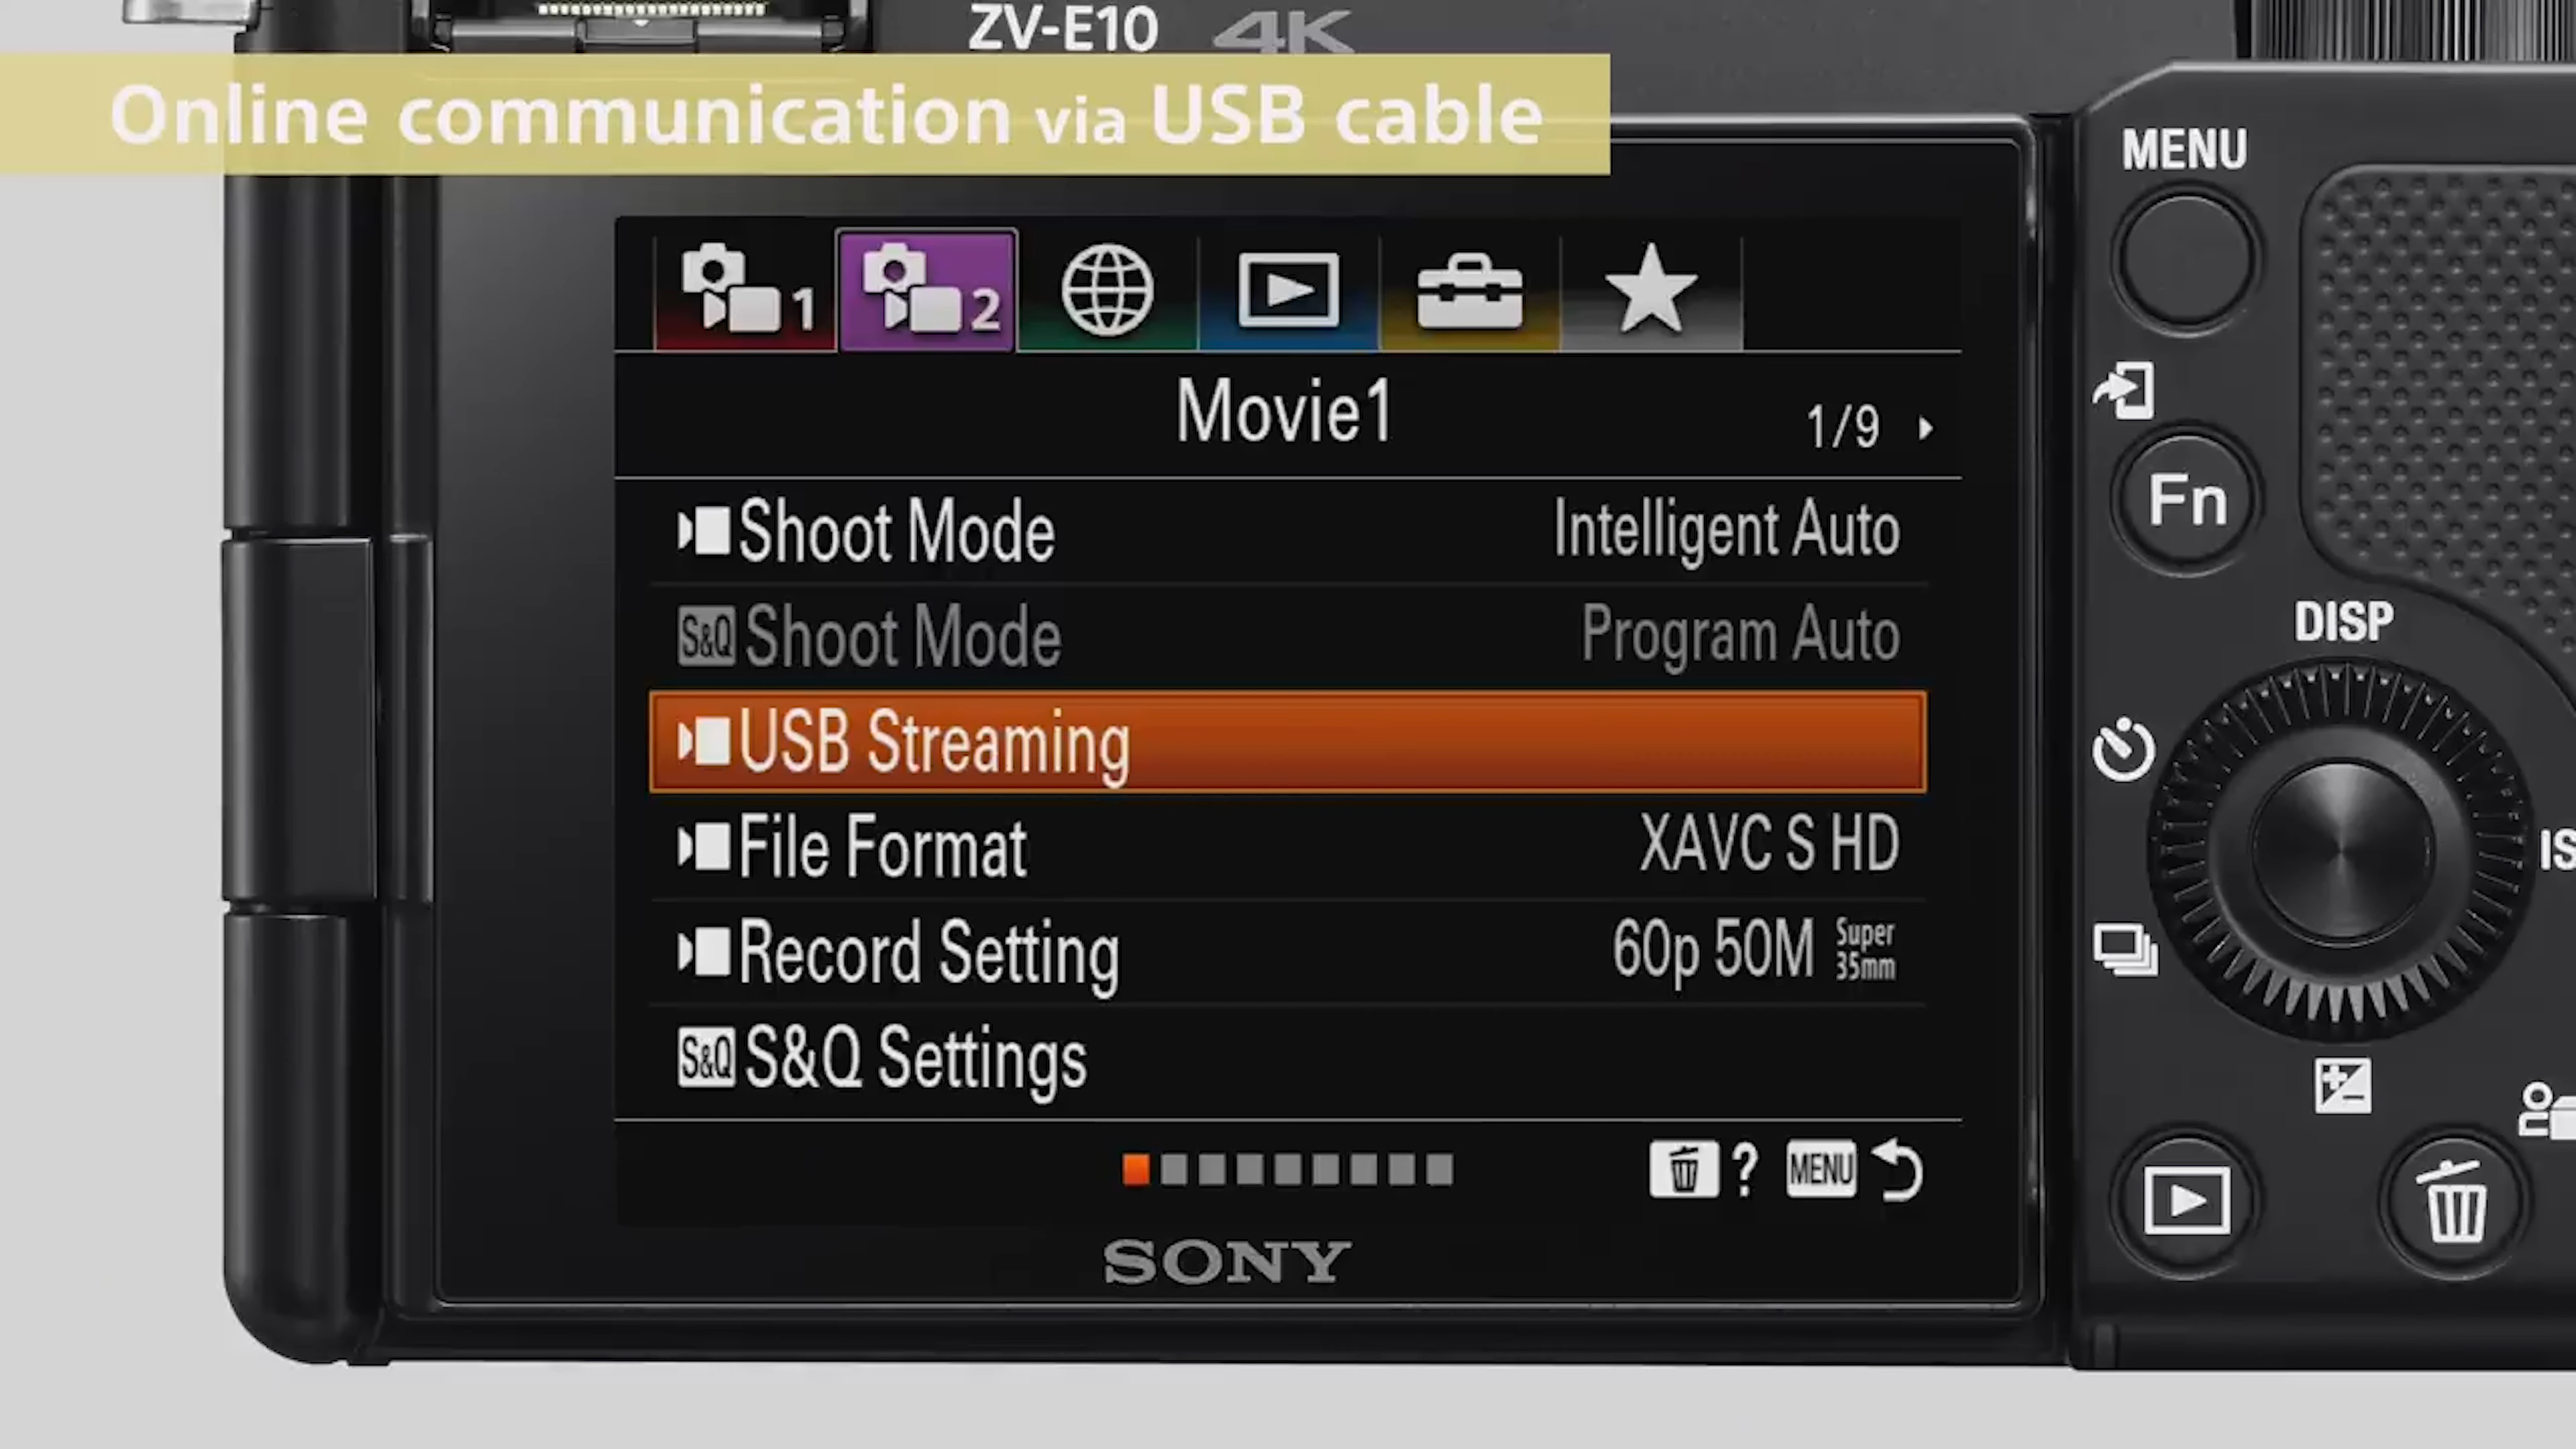 ZV-E10 4K
Online communication via USB cable
MENU
1 2
Movie1 1/9
Shoot Mode Intelligent Auto
S&Q Shoot Mode Program Auto
USB Streaming
File Format XAVC S HD
Record Setting 60p 50M Super 35mm
S&Q S&Q Settings
? MENU
SONY
Fn
DISP